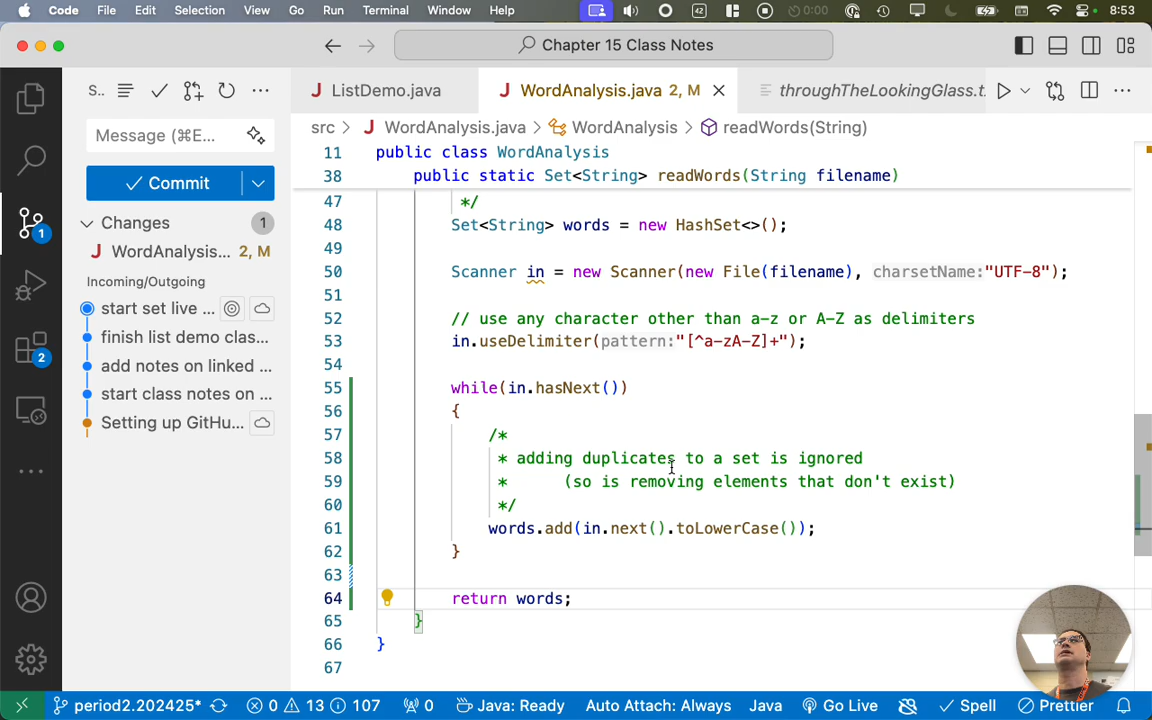 Code File Edit Selection View Go Run Terminal Window Help 42 0:00 8:53
Chapter 15 Class Notes
S.. ListDemo.java WordAnalysis.java 2, M throughTheLookingGlass.t
src WordAnalysis.java WordAnalysis readWords(String)
Message (⌘E...
Commit
Changes 1
WordAnalysis... 2, M
Incoming/Outgoing
start set live ...
finish list demo clas...
add notes on linked ...
start class notes on ...
Setting up GitHu...
1
2
11 public class WordAnalysis
38 public static Set<String> readWords(String filename)
47 */
48 Set<String> words = new HashSet<>();
49
50 Scanner in = new Scanner(new File(filename), charsetName:"UTF-8");
51
52 // use any character other than a-z or A-Z as delimiters
53 in.useDelimiter(pattern:"[^a-zA-Z]+");
54
55 while(in.hasNext())
56 {
57 /*
58 * adding duplicates to a set is ignored
59 * (so is removing elements that don't exist)
60 */
61 words.add(in.next().toLowerCase());
62 }
63
64 return words;
65 }
66 }
67
period2.202425* 0 13 107 0 Java: Ready Auto Attach: Always Java Go Live Spell Prettier